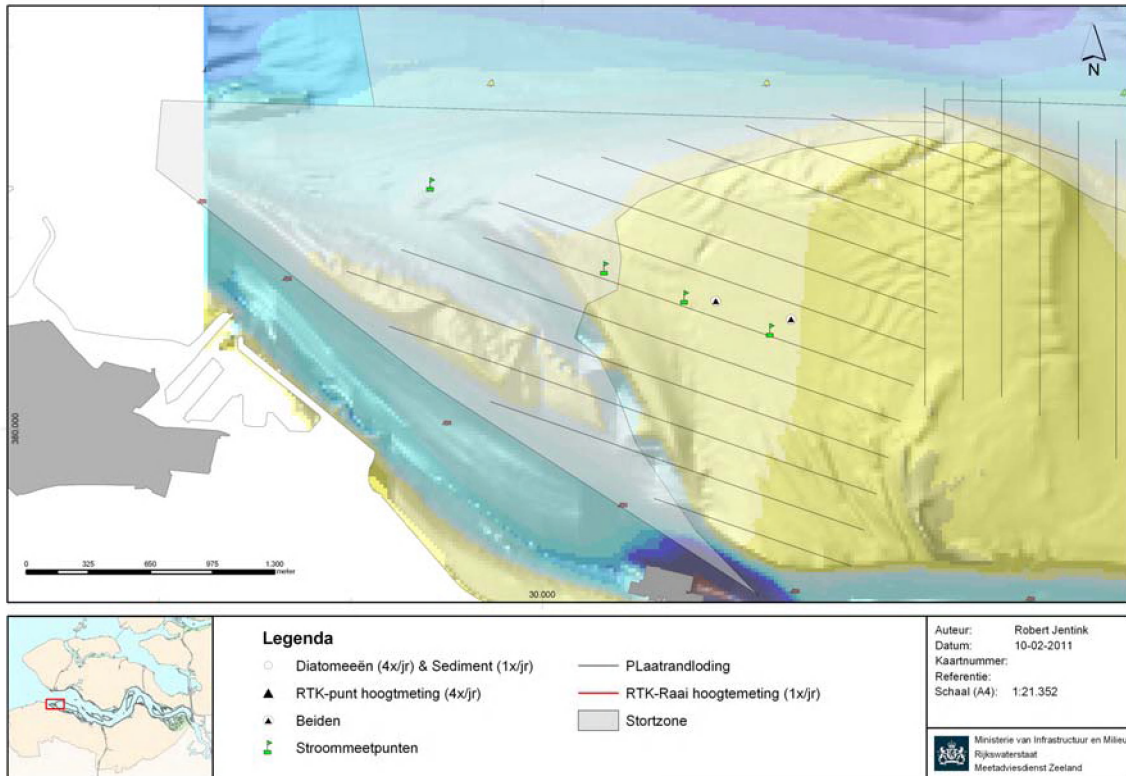 N
380.000
0 325 650 975 1.300
meter
30.000
Legenda
Diatomeeën (4x/jr) & Sediment (1x/jr)
RTK-punt hoogtmeting (4x/jr)
Beiden
Stroommeetpunten
PLaatrandloding
RTK-Raai hoogtemeting (1x/jr)
Stortzone
Auteur: Robert Jentink
Datum: 10-02-2011
Kaartnummer:
Referentie:
Schaal (A4): 1:21.352
Ministerie van Infrastructuur en Milieu
Rijkswaterstaat
Meetadviesdienst Zeeland